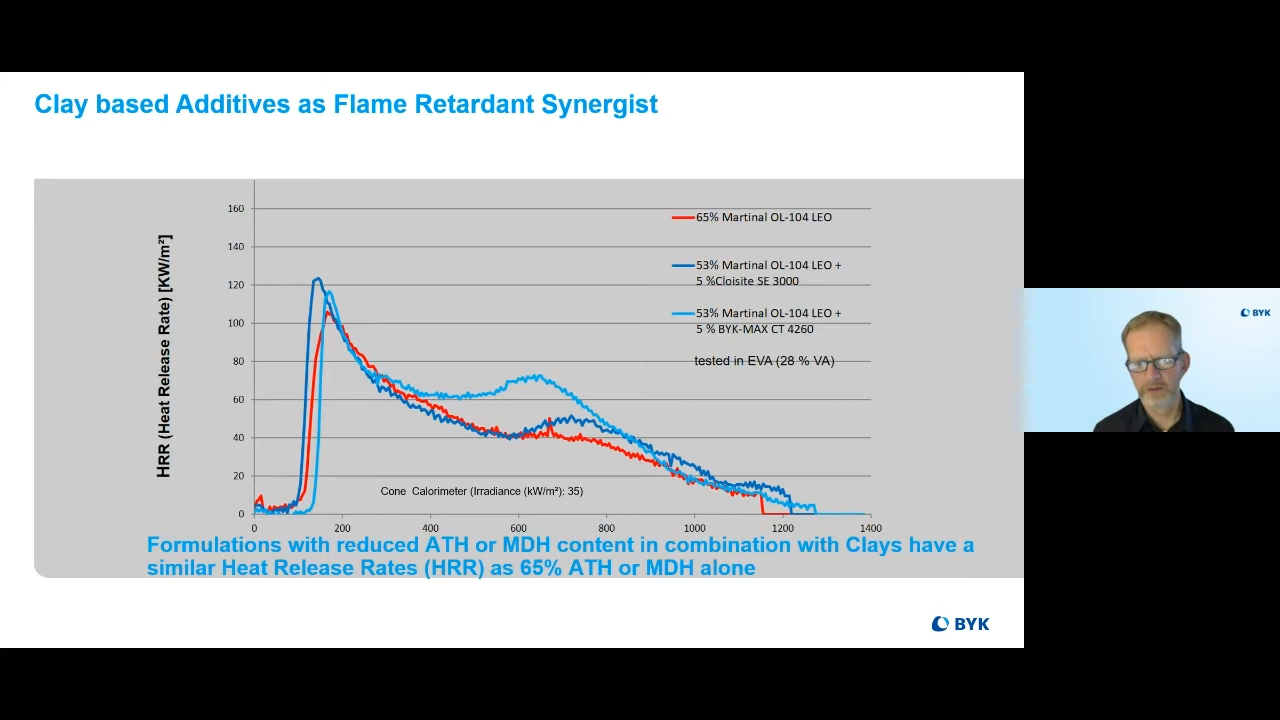 Clay based Additives as Flame Retardant Synergist
HRR (Heat Release Rate) [KW/m²]
160
140
120
100
80
60
40
20
0
65% Martinal OL-104 LEO
53% Martinal OL-104 LEO +
5 %Cloisite SE 3000
53% Martinal OL-104 LEO +
5 % BYK-MAX CT 4260
tested in EVA (28 % VA)
Cone Calorimeter (Irradiance (kW/m²): 35)
0 200 400 600 800 1000 1200 1400
Formulations with reduced ATH or MDH content in combination with Clays have a
similar Heat Release Rates (HRR) as 65% ATH or MDH alone
BYK
BYK